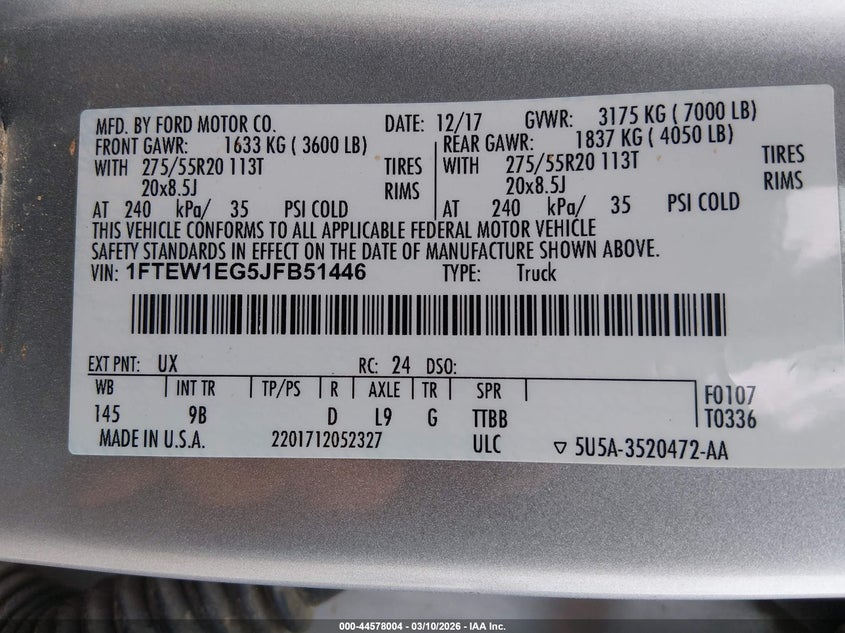 MFD. BY FORD MOTOR CO. DATE: 12/17 GVWR: 3175 KG ( 7000 LB)
FRONT GAWR: 1633 KG ( 3600 LB) REAR GAWR: 1837 KG ( 4050 LB)
WITH 275/55R20 113T TIRES WITH 275/55R20 113T TIRES
20x8.5J RIMS 20x8.5J RIMS
AT 240 kPa/ 35 PSI COLD AT 240 kPa/ 35 PSI COLD
THIS VEHICLE CONFORMS TO ALL APPLICABLE FEDERAL MOTOR VEHICLE
SAFETY STANDARDS IN EFFECT ON THE DATE OF MANUFACTURE SHOWN ABOVE.
VIN: 1FTEW1EG5JFB51446 TYPE: Truck
EXT PNT: UX RC: 24 DSO:
WB INT TR TP/PS R AXLE TR SPR F0107
145 9B D L9 G TTBB T0336
MADE IN U.S.A. 2201712052327 ULC ▽ 5U5A-3520472-AA
000-44578004 - 03/10/2026 - IAA Inc.